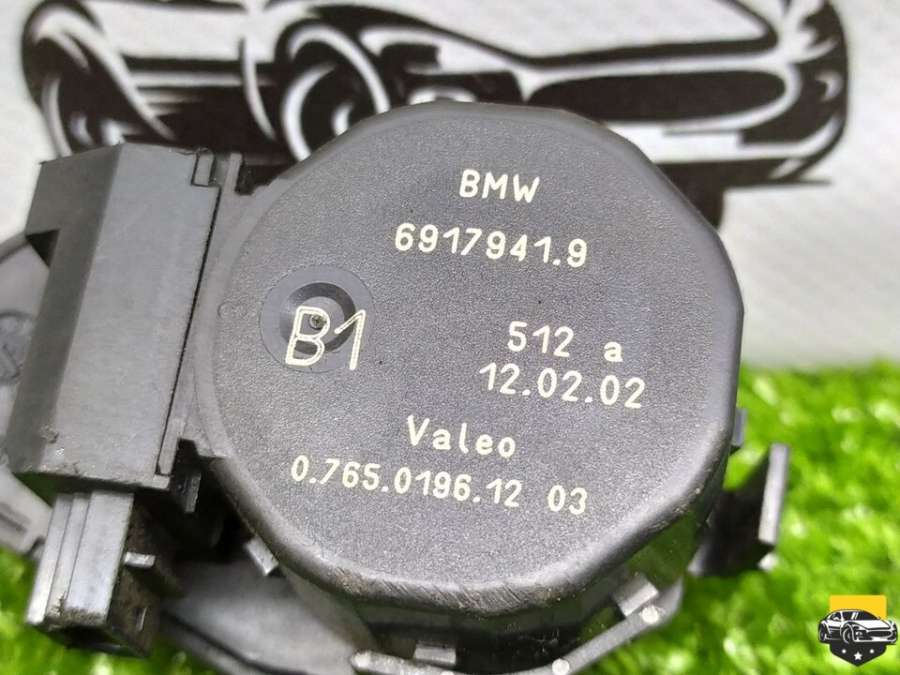 BMW
6917941.9
B1
512 a
12.02.02
Valeo
0.765.0196.12 03